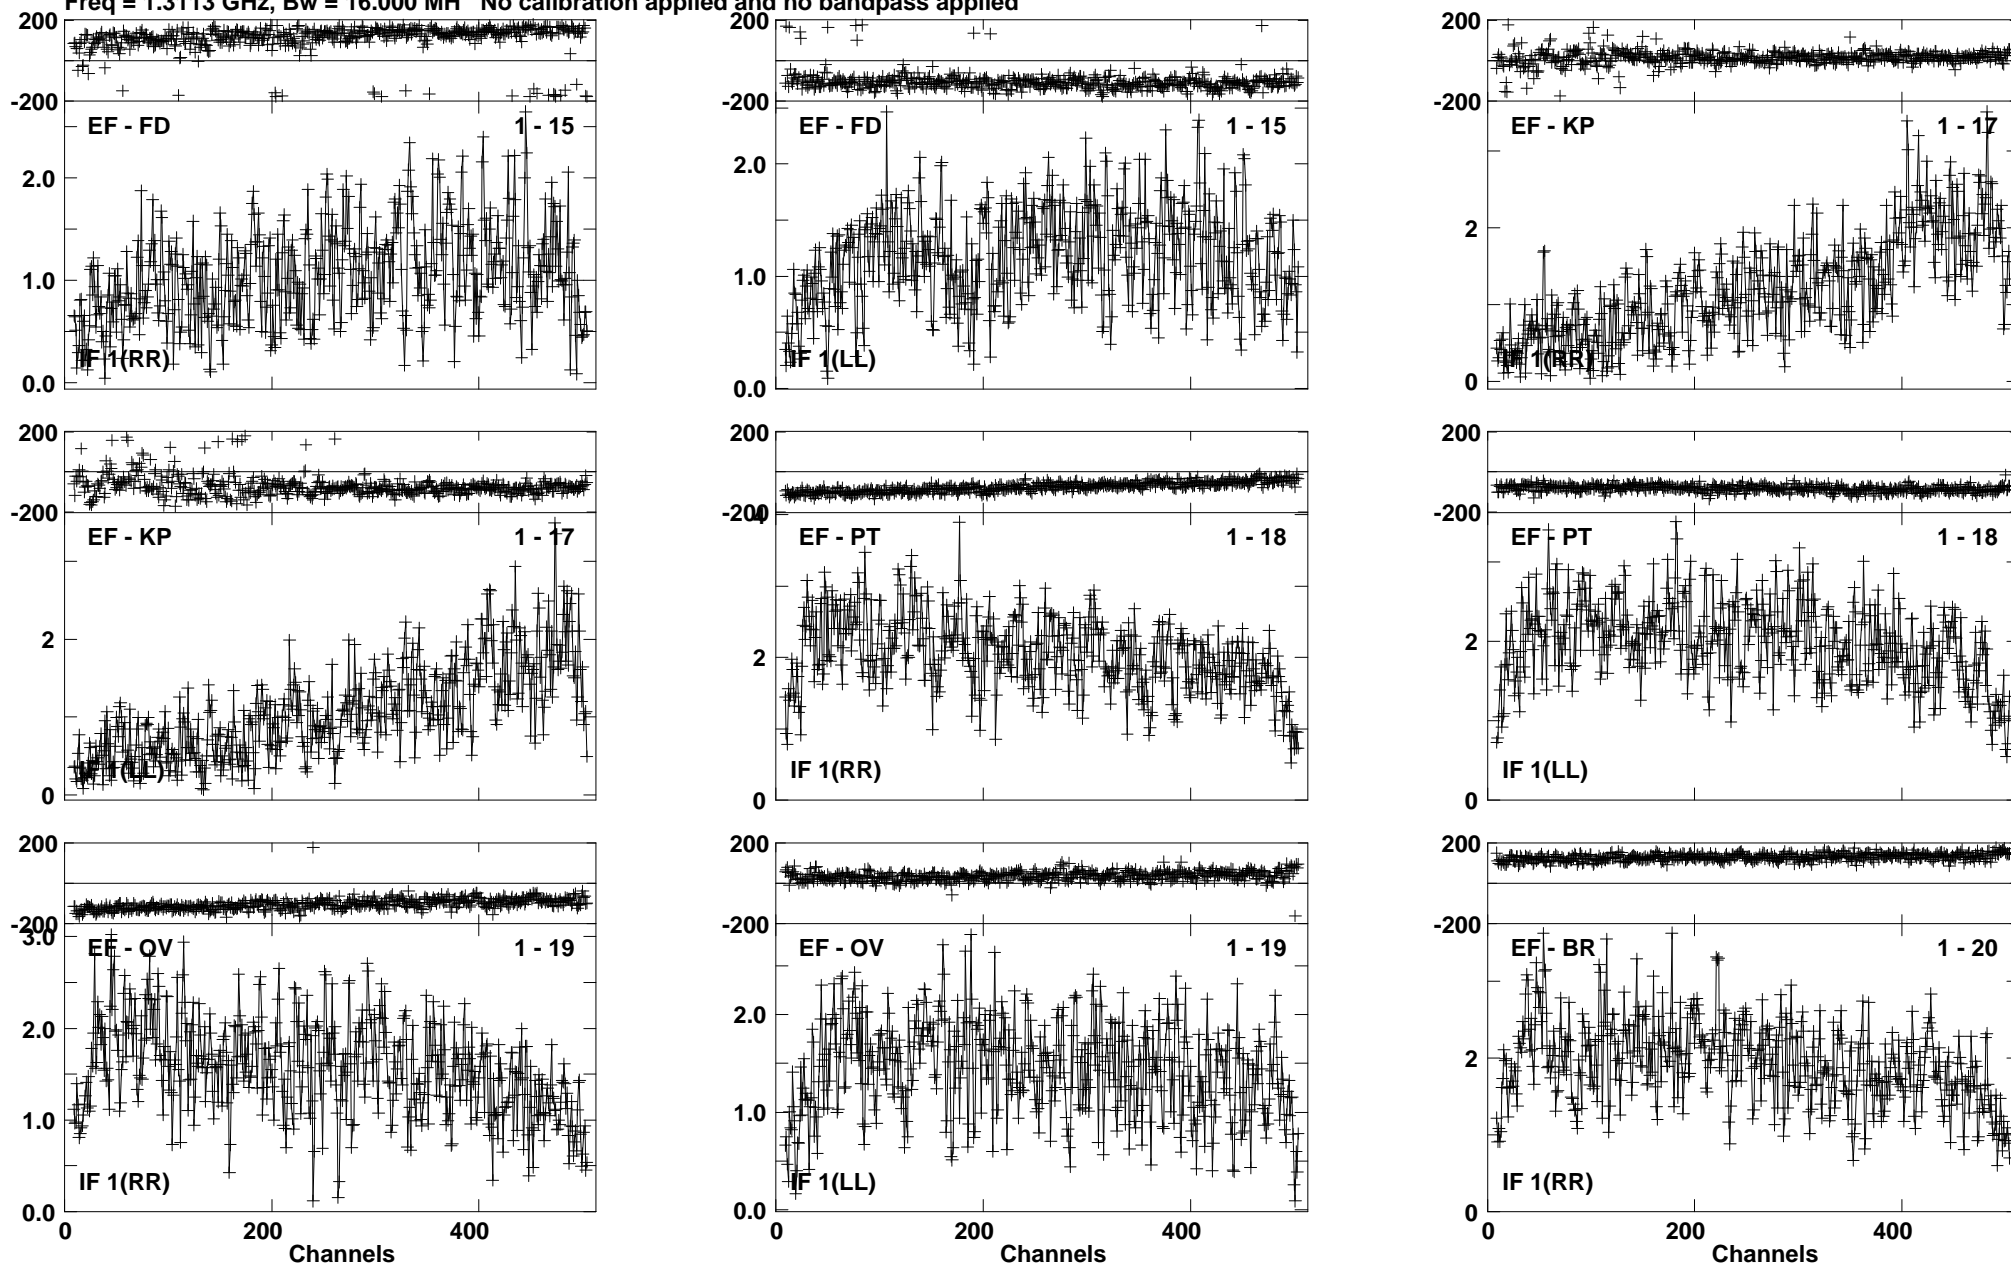 Freq = 1.3113 GHz, Bw = 16.000 MH No calibration applied and no bandpass applied
200
-200
EF - FD 1 - 15
2.0
1.0
IF 1(RR)
0.0
200
-200
EF - FD 1 - 15
2.0
1.0
IF 1(LL)
0.0
200
-200
EF - KP 1 - 17
2
IF 1(RR)
0
200
-200
EF - KP 1 - 17
2
IF 1(LL)
0
200
-200
4
EF - PT 1 - 18
2
IF 1(RR)
0
200
-200
EF - PT 1 - 18
2
IF 1(LL)
0
200
-200
3.0
EF - OV 1 - 19
2.0
1.0
IF 1(RR)
0.0
0 200 400
Channels
200
-200
EF - OV 1 - 19
2.0
1.0
IF 1(LL)
0.0
200
-200
EF - BR 1 - 20
2
IF 1(RR)
0
0 200 400
Channels